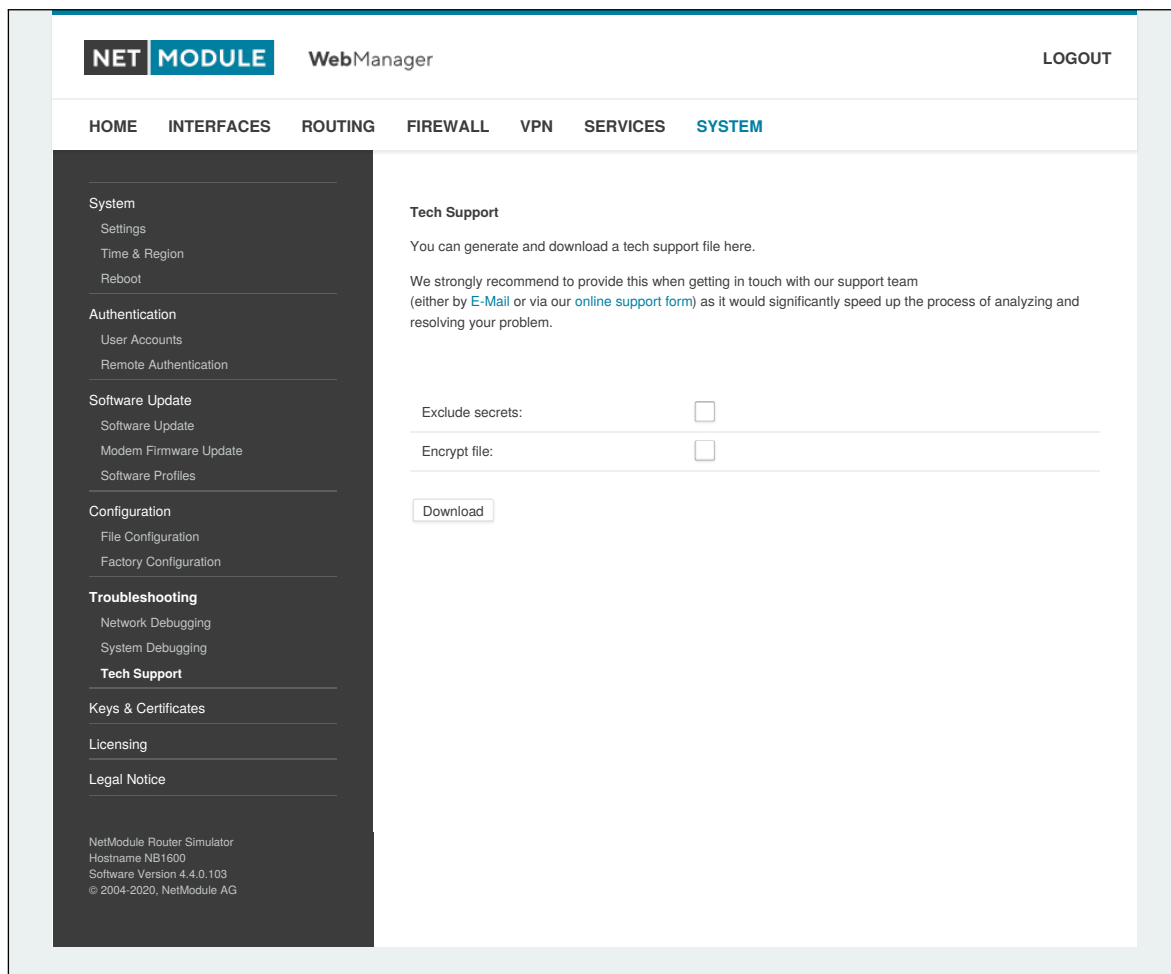 NET MODULE WebManager LOGOUT
HOME INTERFACES ROUTING FIREWALL VPN SERVICES SYSTEM
System
Settings
Time & Region
Reboot
Authentication
User Accounts
Remote Authentication
Software Update
Software Update
Modem Firmware Update
Software Profiles
Configuration
File Configuration
Factory Configuration
Troubleshooting
Network Debugging
System Debugging
Tech Support
Keys & Certificates
Licensing
Legal Notice
NetModule Router Simulator
Hostname NB1600
Software Version 4.4.0.103
© 2004-2020, NetModule AG
Tech Support
You can generate and download a tech support file here.
We strongly recommend to provide this when getting in touch with our support team
(either by E-Mail or via our online support form) as it would significantly speed up the process of analyzing and
resolving your problem.
Exclude secrets:
Encrypt file:
Download